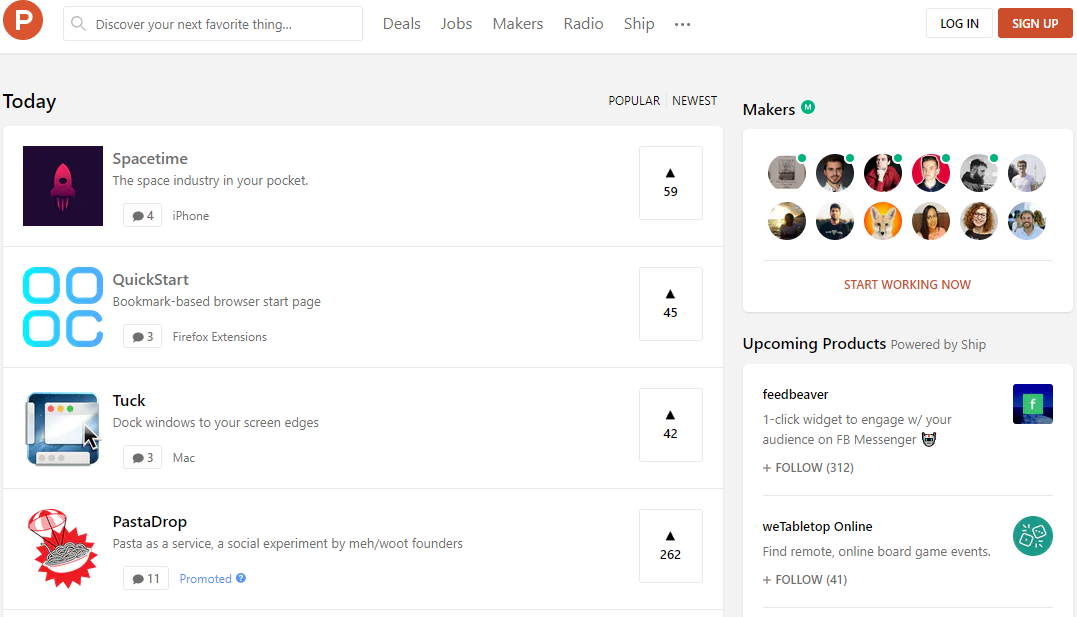 P
Discover your next favorite thing...
Deals Jobs Makers Radio Ship •••
LOG IN SIGN UP
Today
POPULAR NEWEST
Spacetime
The space industry in your pocket.
4 iPhone
59
QuickStart
Bookmark-based browser start page
3 Firefox Extensions
45
Tuck
Dock windows to your screen edges
3 Mac
42
PastaDrop
Pasta as a service, a social experiment by meh/woot founders
11 Promoted ?
262
Makers M
START WORKING NOW
Upcoming Products Powered by Ship
feedbeaver
1-click widget to engage w/ your
audience on FB Messenger
+ FOLLOW (312)
f
weTabletop Online
Find remote, online board game events.
+ FOLLOW (41)